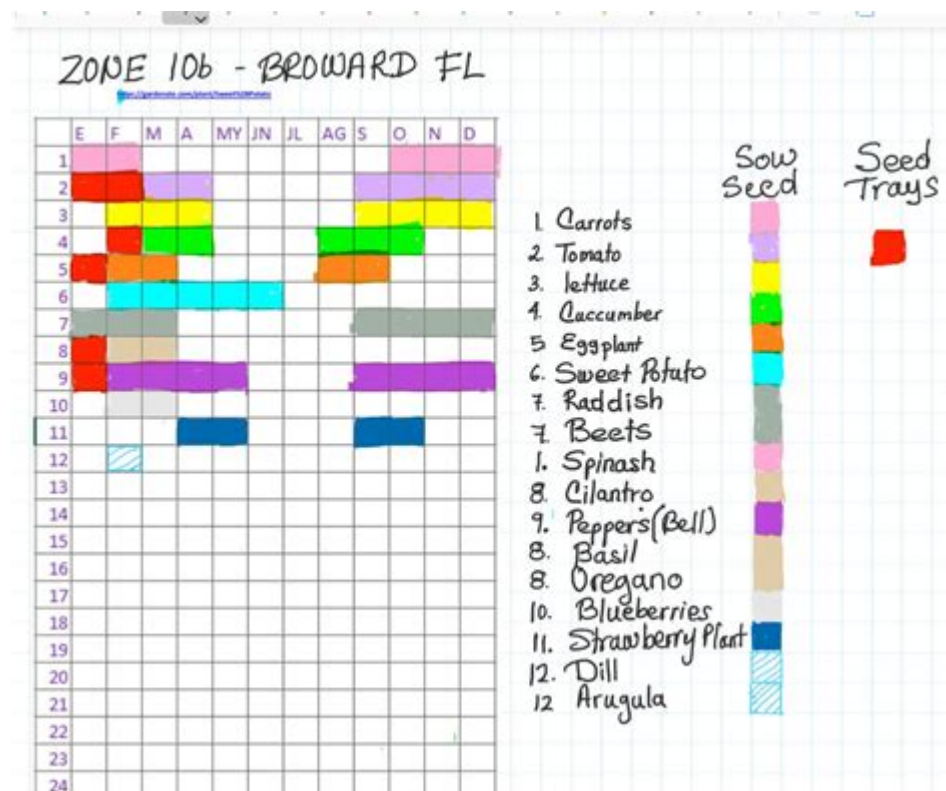 ZONE 10b - BROWARD FL
E F M A MY JN JL AG S O N D
1
2
3
4
5
6
7
8
9
10
11
12
13
14
15
16
17
18
19
20
21
22
23
24
Sow Seed
Seed Trays
1. Carrots
2. Tomato
3. lettuce
4. Cuccumber
5 Eggplant
6. Sweet Potato
7. Raddish
7. Beets
1. Spinash
8. Cilantro
9. Peppers(Bell)
8. Basil
8. Oregano
10. Blueberries
11. Strawberry Plant
12. Dill
12 Arugula